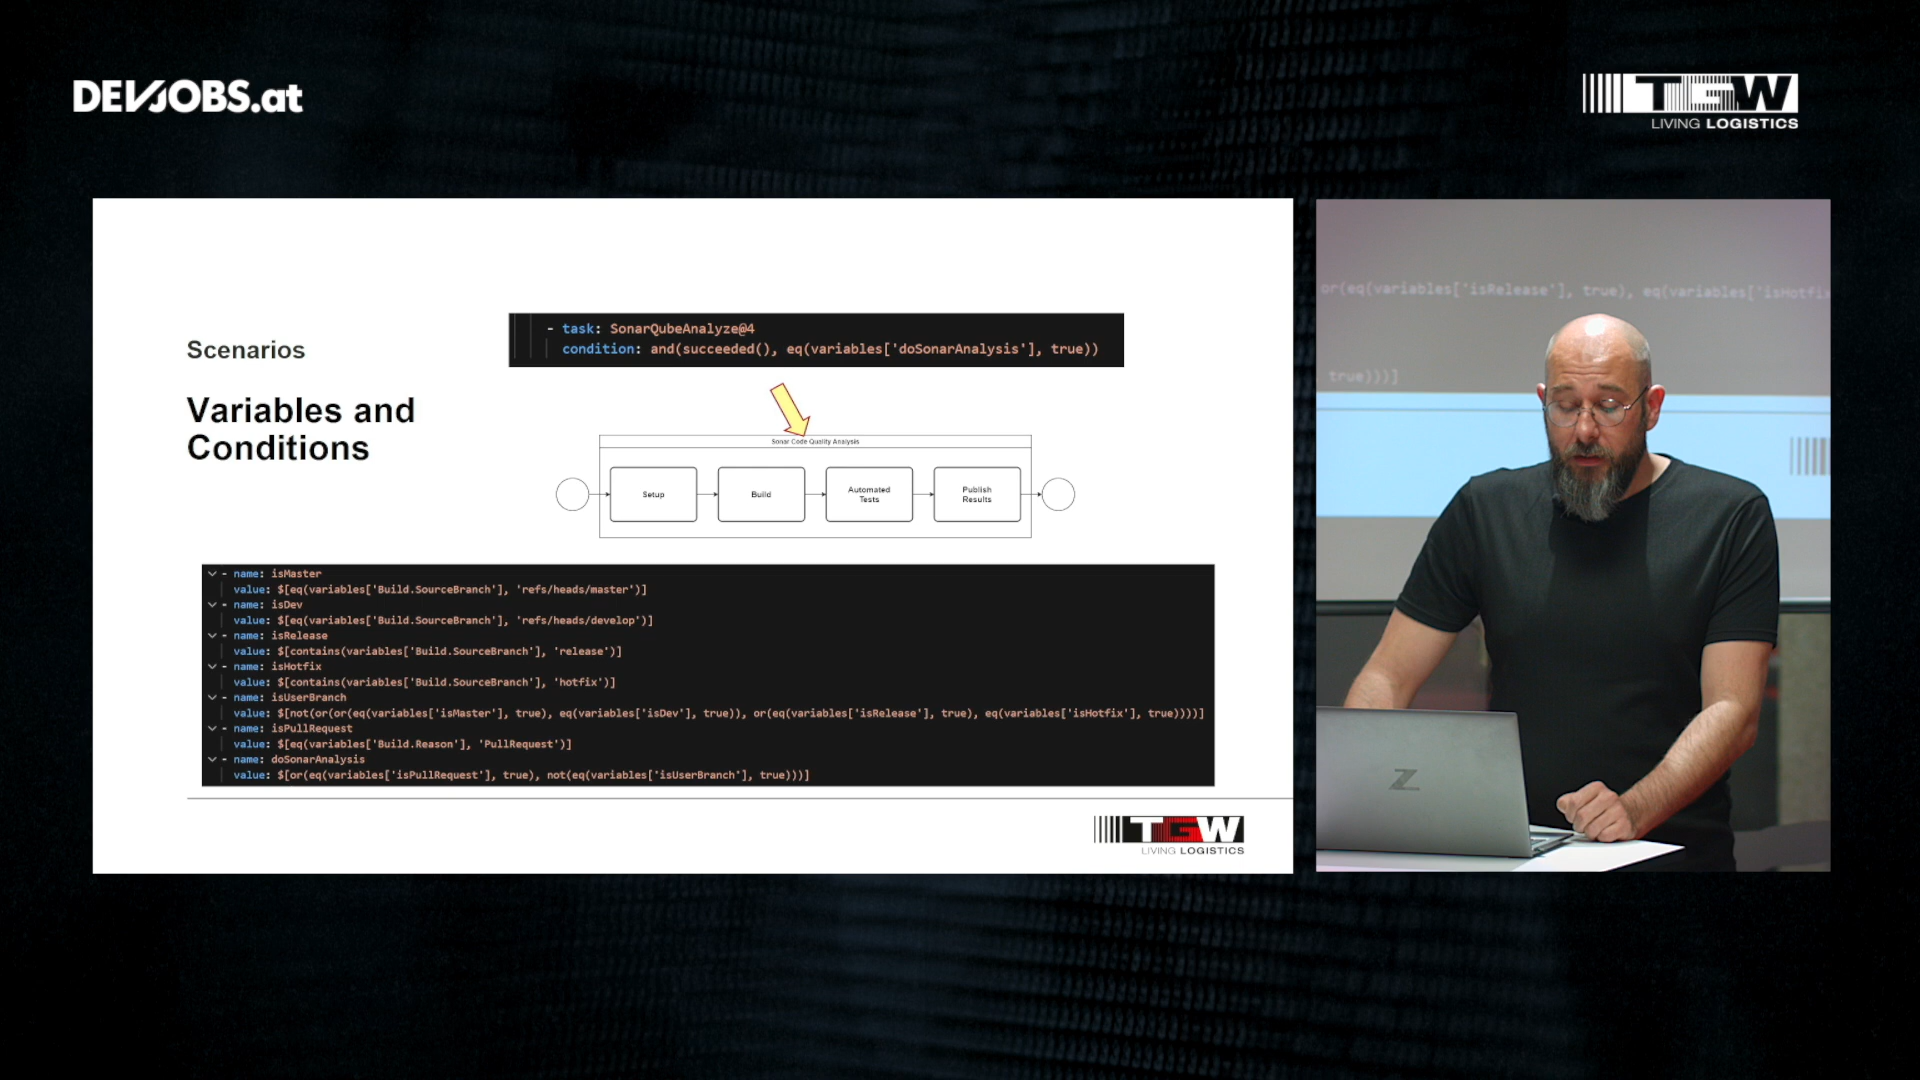 DEVJOBS.at
TGW
LIVING LOGISTICS
Scenarios
Variables and
Conditions
- task: SonarQubeAnalyze@4
condition: and(succeeded(), eq(variables['doSonarAnalysis'], true))
Sonar Code Quality Analysis
Setup
Build
Automated
Tests
Publish
Results
- name: isMaster
value: $[eq(variables['Build.SourceBranch'], 'refs/heads/master')]
- name: isDev
value: $[eq(variables['Build.SourceBranch'], 'refs/heads/develop')]
- name: isRelease
value: $[contains(variables['Build.SourceBranch'], 'release')]
- name: isHotfix
value: $[contains(variables['Build.SourceBranch'], 'hotfix')]
- name: isUserBranch
value: $[not(or(or(eq(variables['isMaster'], true), eq(variables['isDev'], true)), or(eq(variables['isRelease'], true), eq(variables['isHotfix'], true))))]
- name: isPullRequest
value: $[eq(variables['Build.Reason'], 'PullRequest')]
- name: doSonarAnalysis
value: $[or(eq(variables['isPullRequest'], true), not(eq(variables['isUserBranch'], true)))]
TGW
LIVING LOGISTICS
or(eq(variables['isRelease'], true), eq(variables['isHotfix
true)))]
Z